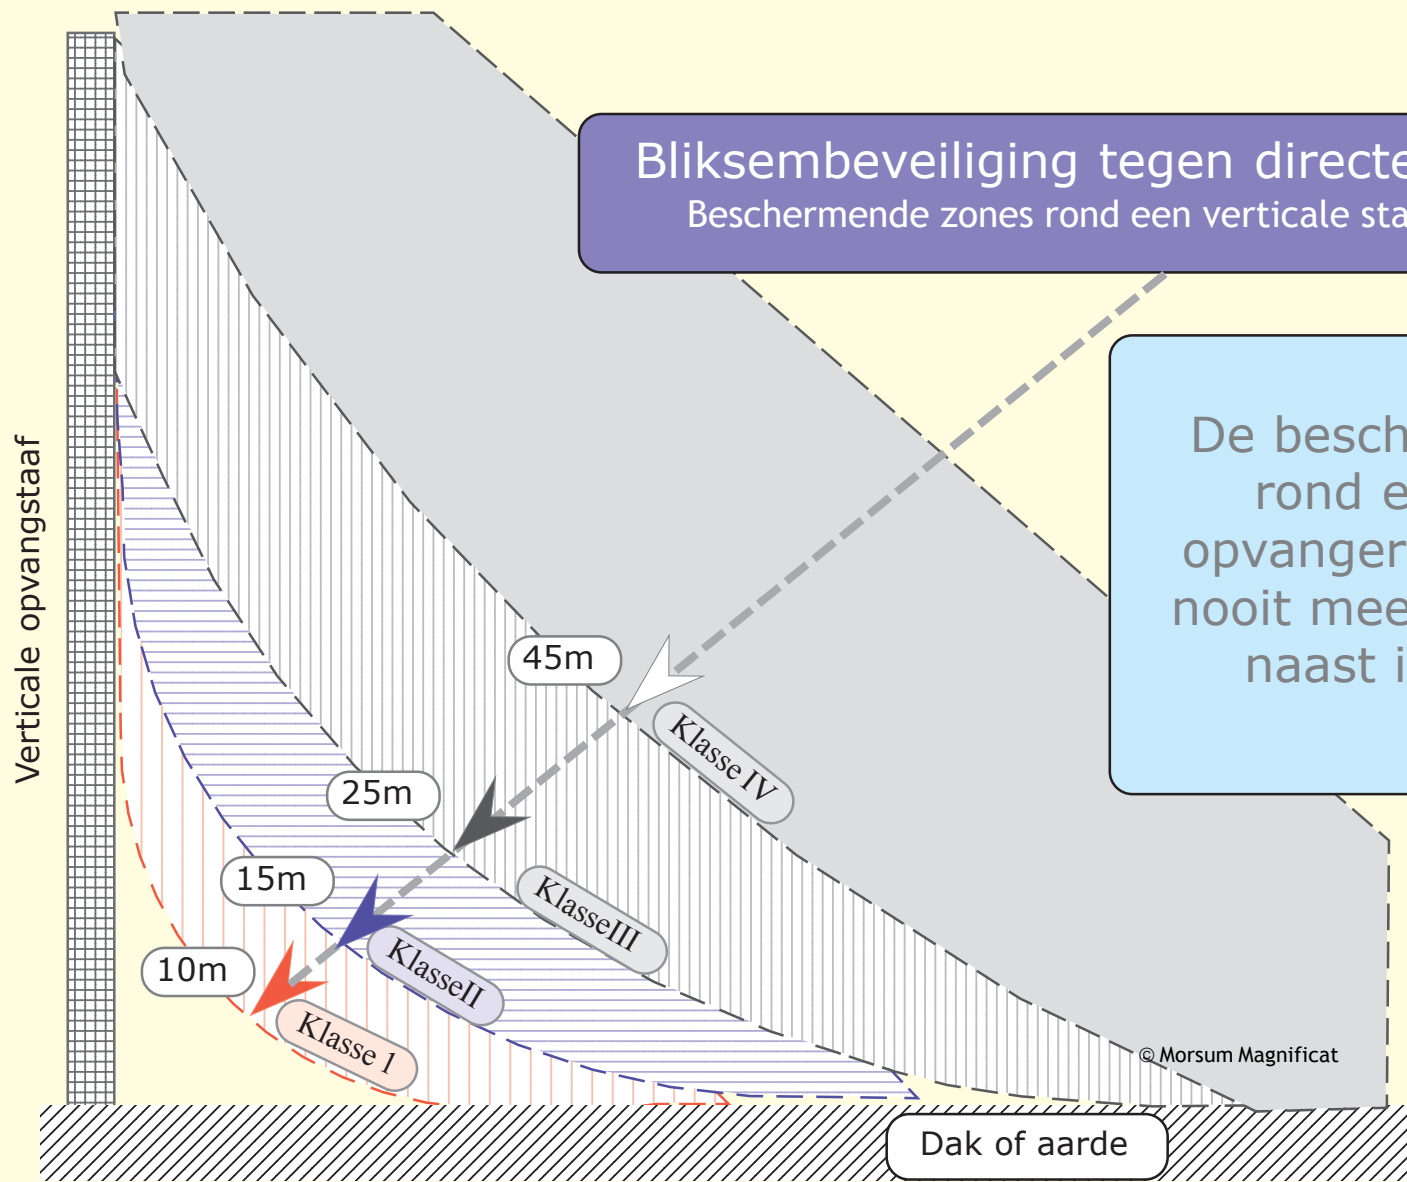 Bliksembeveiliging tegen directe
Beschermende zones rond een verticale sta
De besch
rond e
opvanger
nooit mee
naast i
Verticale opvangstaaf
45m
Klasse IV
25m
KlasseIII
15m
KlasseII
10m
Klasse 1
© Morsum Magnificat
Dak of aarde